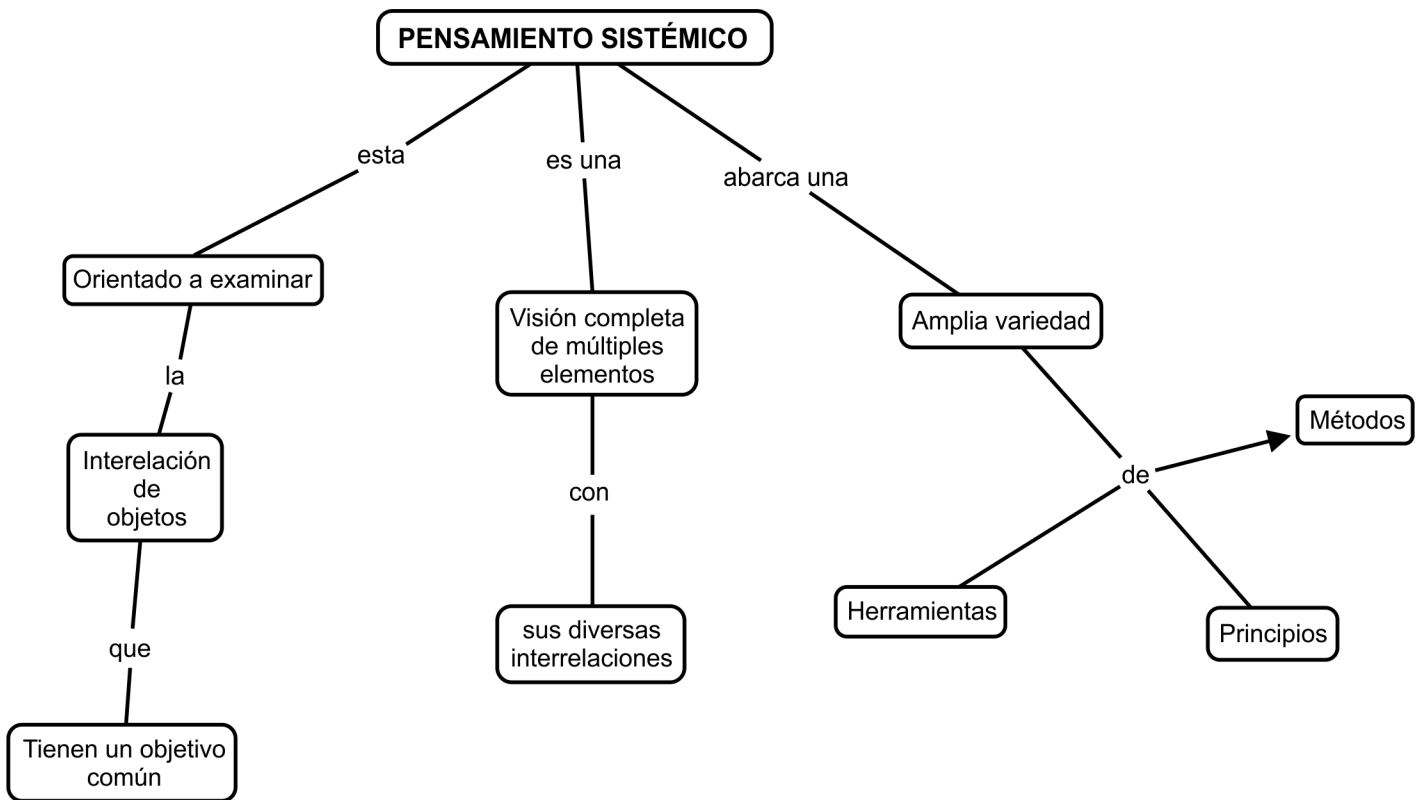 PENSAMIENTO SISTÉMICO
esta
es una
abarca una
Orientado a examinar
Visión completa
de múltiples
elementos
Amplia variedad
la
Métodos
Interelación
de
objetos
con
de
Herramientas
Principios
sus diversas
interrelaciones
que
Tienen un objetivo
común